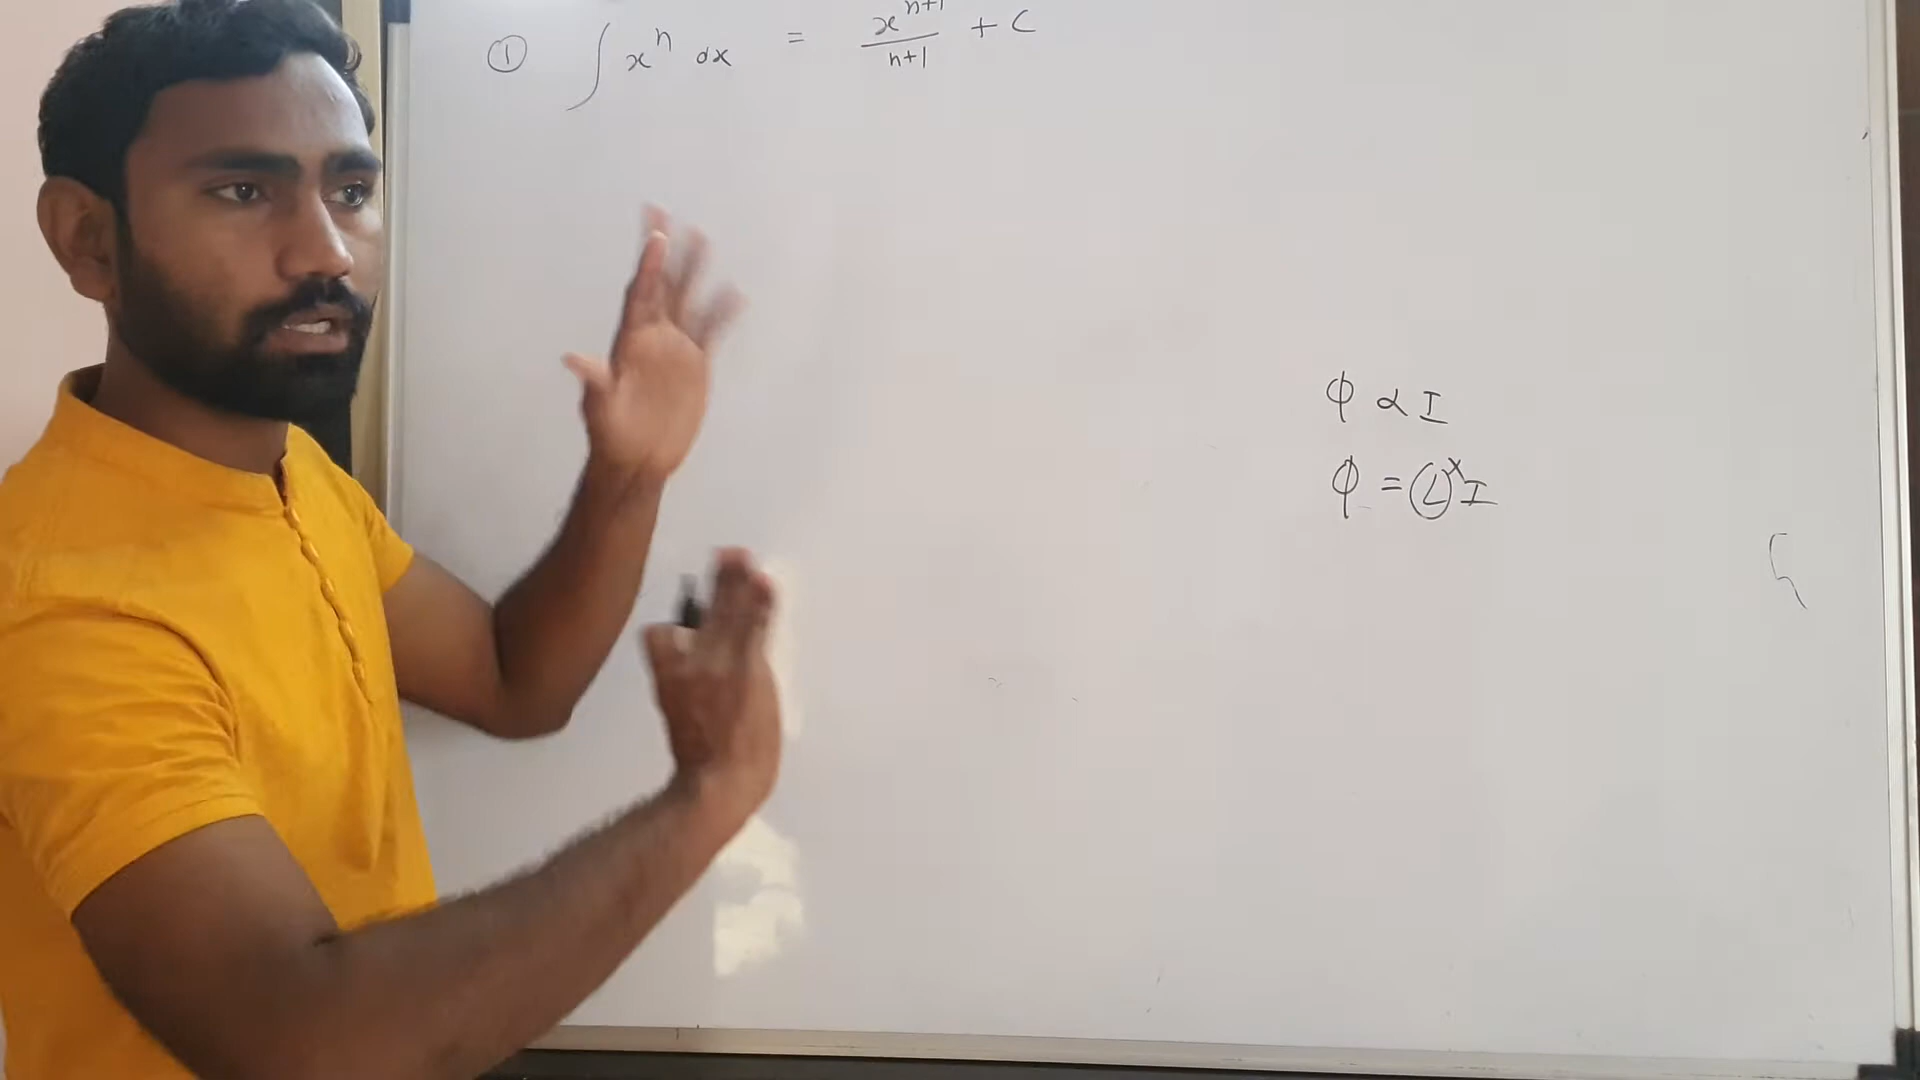 ① ∫ xⁿ dx = xⁿ⁺¹/n+1 + C
ϕ ∝ I
ϕ = Ⓛ ˣ I